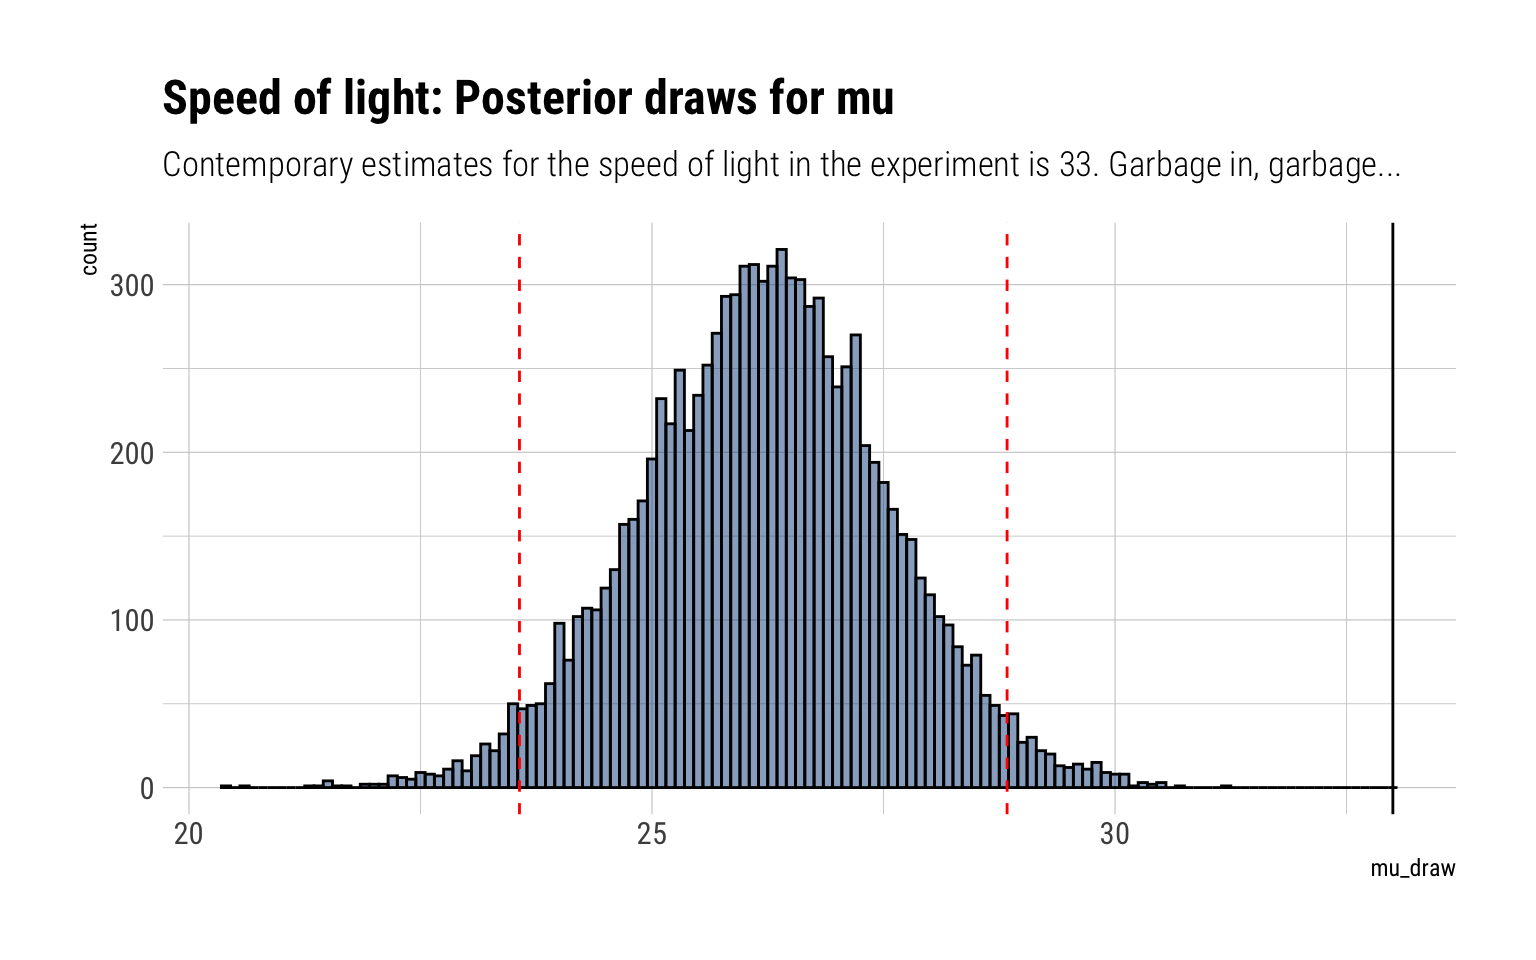 Speed of light: Posterior draws for mu
Contemporary estimates for the speed of light in the experiment is 33. Garbage in, garbage...
count
300
200
100
0
20 25 30
mu_draw